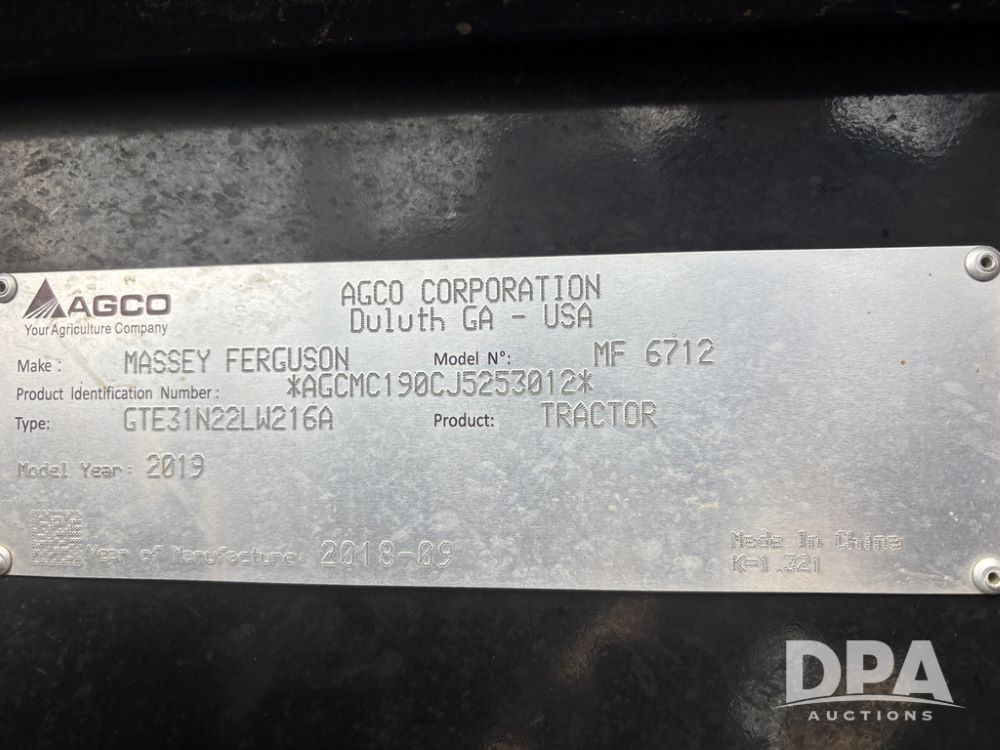 AGCO
Your Agriculture Company
AGCO CORPORATION
Duluth GA - USA
Make: MASSEY FERGUSON Model N°: MF 6712
Product Identification Number: *AGCMC190CJ5253012*
Type: GTE31N22LW216A Product: TRACTOR
Model Year: 2019
Year of Manufacture: 2018-09
Made In China
K=1.321
DPA
AUCTIONS